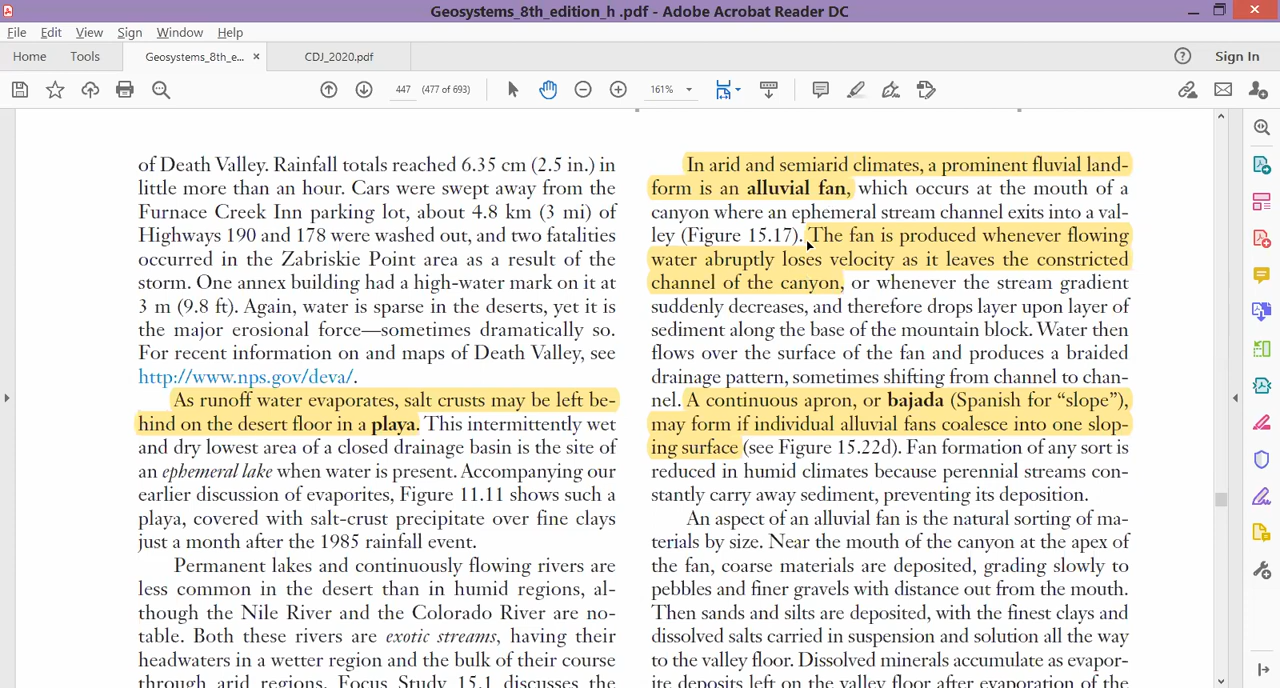 Geosystems_8th_edition_h .pdf - Adobe Acrobat Reader DC
File Edit View Sign Window Help
Home Tools Geosystems_8th_e... × CDJ_2020.pdf Sign In
447 (477 of 693) 161%
of Death Valley. Rainfall totals reached 6.35 cm (2.5 in.) in
little more than an hour. Cars were swept away from the
Furnace Creek Inn parking lot, about 4.8 km (3 mi) of
Highways 190 and 178 were washed out, and two fatalities
occurred in the Zabriskie Point area as a result of the
storm. One annex building had a high-water mark on it at
3 m (9.8 ft). Again, water is sparse in the deserts, yet it is
the major erosional force—sometimes dramatically so.
For recent information on and maps of Death Valley, see
http://www.nps.gov/deva/.
As runoff water evaporates, salt crusts may be left be-
hind on the desert floor in a playa. This intermittently wet
and dry lowest area of a closed drainage basin is the site of
an ephemeral lake when water is present. Accompanying our
earlier discussion of evaporites, Figure 11.11 shows such a
playa, covered with salt-crust precipitate over fine clays
just a month after the 1985 rainfall event.
Permanent lakes and continuously flowing rivers are
less common in the desert than in humid regions, al-
though the Nile River and the Colorado River are no-
table. Both these rivers are exotic streams, having their
headwaters in a wetter region and the bulk of their course
through arid regions. Focus Study 15.1 discusses the
In arid and semiarid climates, a prominent fluvial land-
form is an alluvial fan, which occurs at the mouth of a
canyon where an ephemeral stream channel exits into a val-
ley (Figure 15.17). The fan is produced whenever flowing
water abruptly loses velocity as it leaves the constricted
channel of the canyon, or whenever the stream gradient
suddenly decreases, and therefore drops layer upon layer of
sediment along the base of the mountain block. Water then
flows over the surface of the fan and produces a braided
drainage pattern, sometimes shifting from channel to chan-
nel. A continuous apron, or bajada (Spanish for “slope”),
may form if individual alluvial fans coalesce into one slop-
ing surface (see Figure 15.22d). Fan formation of any sort is
reduced in humid climates because perennial streams con-
stantly carry away sediment, preventing its deposition.
An aspect of an alluvial fan is the natural sorting of ma-
terials by size. Near the mouth of the canyon at the apex of
the fan, coarse materials are deposited, grading slowly to
pebbles and finer gravels with distance out from the mouth.
Then sands and silts are deposited, with the finest clays and
dissolved salts carried in suspension and solution all the way
to the valley floor. Dissolved minerals accumulate as evapor-
ite deposits left on the valley floor after evaporation of the